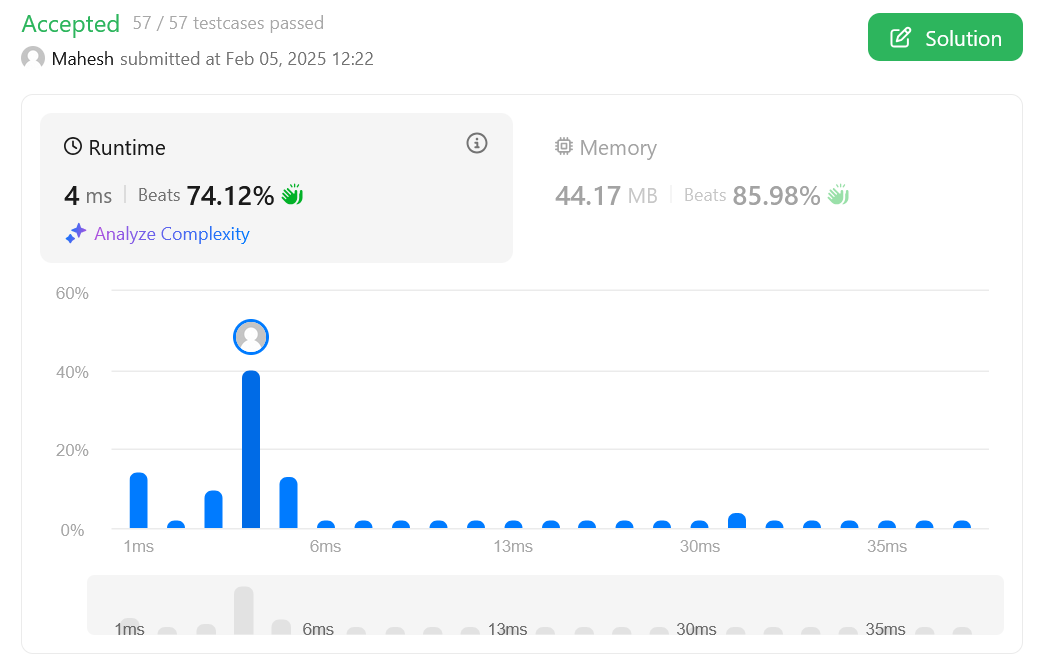 Accepted 57 / 57 testcases passed
Mahesh submitted at Feb 05, 2025 12:22
Solution
Runtime
4 ms Beats 74.12%
Analyze Complexity
Memory
44.17 MB Beats 85.98%
60%
40%
20%
0%
1ms 6ms 13ms 30ms 35ms
1ms 6ms 13ms 30ms 35ms